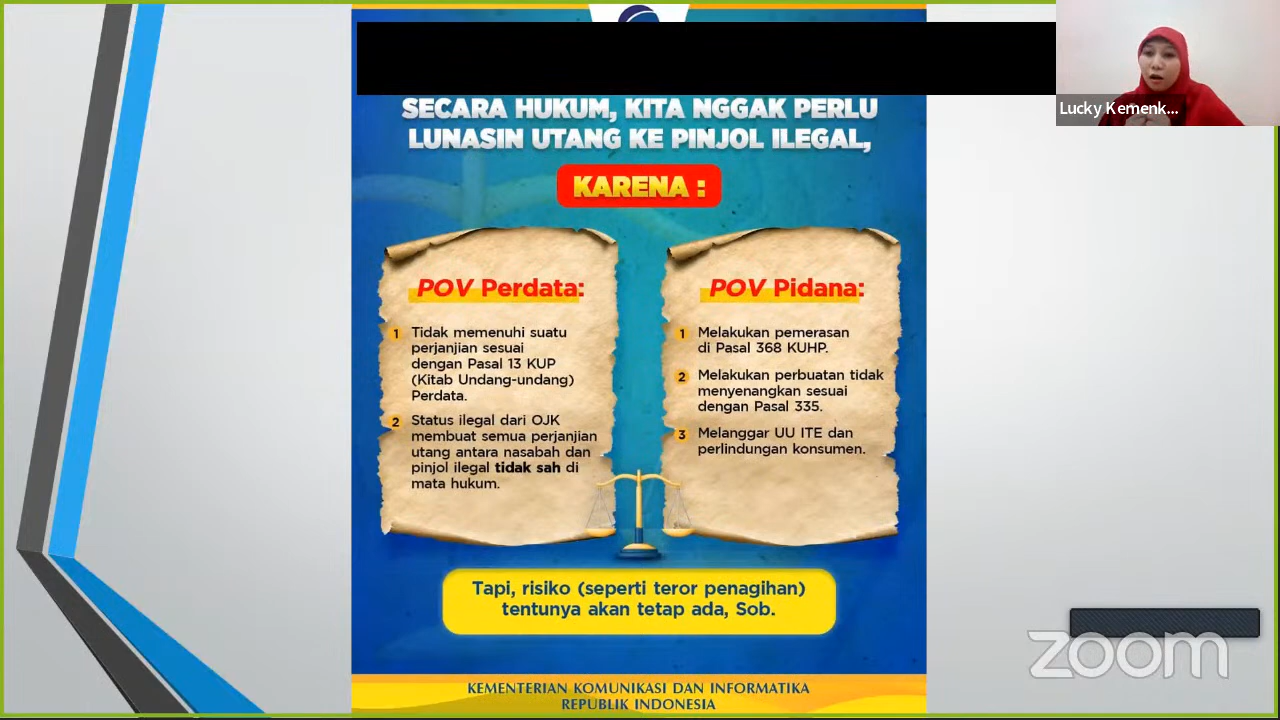 SECARA HUKUM, KITA NGGAK PERLU
LUNASIN UTANG KE PINJOL ILEGAL,
KARENA :
POV Perdata:
1 Tidak memenuhi suatu
perjanjian sesuai
dengan Pasal 13 KUP
(Kitab Undang-undang)
Perdata.
2 Status ilegal dari OJK
membuat semua perjanjian
utang antara nasabah dan
pinjol ilegal tidak sah di
mata hukum.
POV Pidana:
1 Melakukan pemerasan
di Pasal 368 KUHP.
2 Melakukan perbuatan tidak
menyenangkan sesuai
dengan Pasal 335.
3 Melanggar UU ITE dan
perlindungan konsumen.
Tapi, risiko (seperti teror penagihan)
tentunya akan tetap ada, Sob.
KEMENTERIAN KOMUNIKASI DAN INFORMATIKA
REPUBLIK INDONESIA
Lucky Kemenk...
zoom